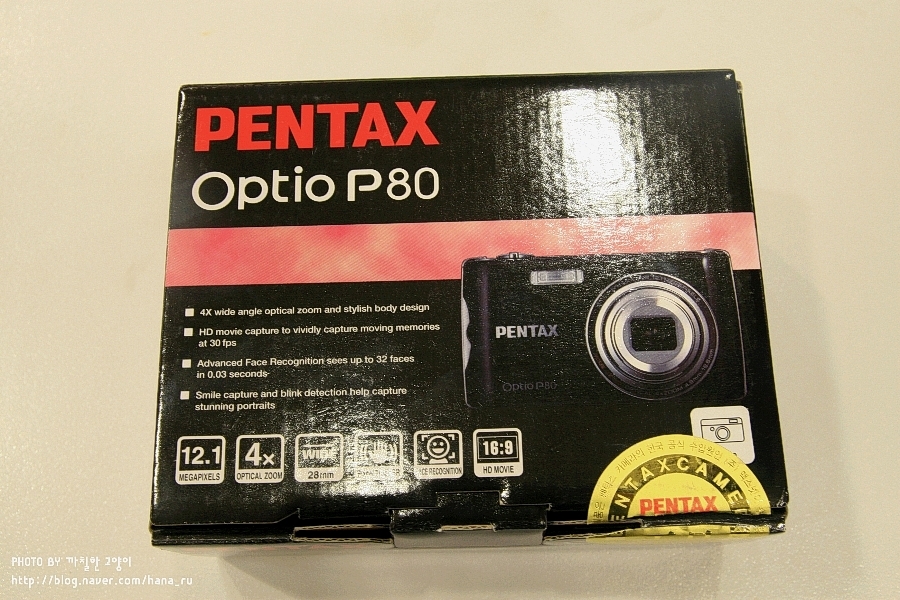 PENTAX
Optio P80
4X wide angle optical zoom and stylish body design
HD movie capture to vividly capture moving memories
at 30 fps
Advanced Face Recognition sees up to 32 faces
in 0.03 seconds
Smile capture and blink detection help capture
stunning portraits
PENTAX
Optio P80
12.1
MEGAPIXELS
4x
OPTICAL ZOOM
WIDE
28mm
FACE RECOGNITION
16:9
HD MOVIE
PENTAX
PHOTO BY 까칠한 고양이
http://blog.naver.com/hana_ru